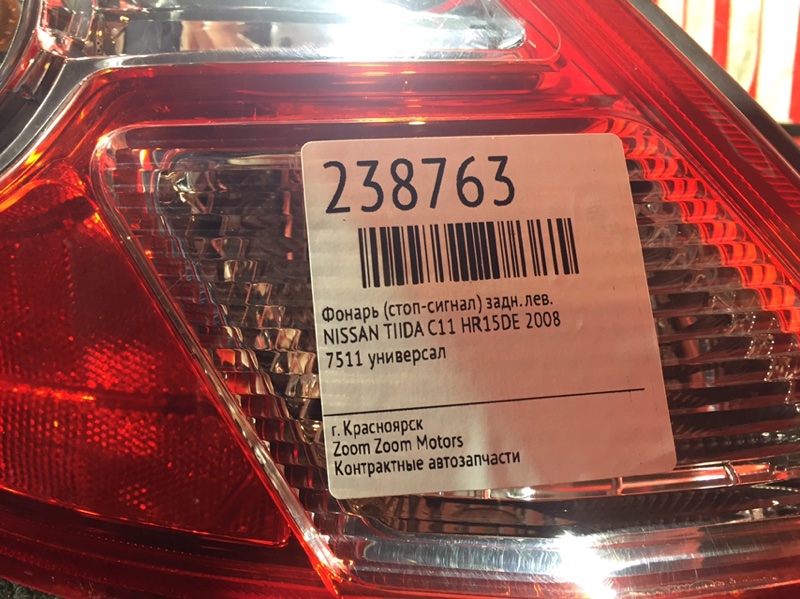 238763
Фонарь (стоп-сигнал) задн. лев.
NISSAN TIIDA C11 HR15DE 2008
7511 универсал
г. Красноярск
Zoom Zoom Motors
Контрактные автозапчасти